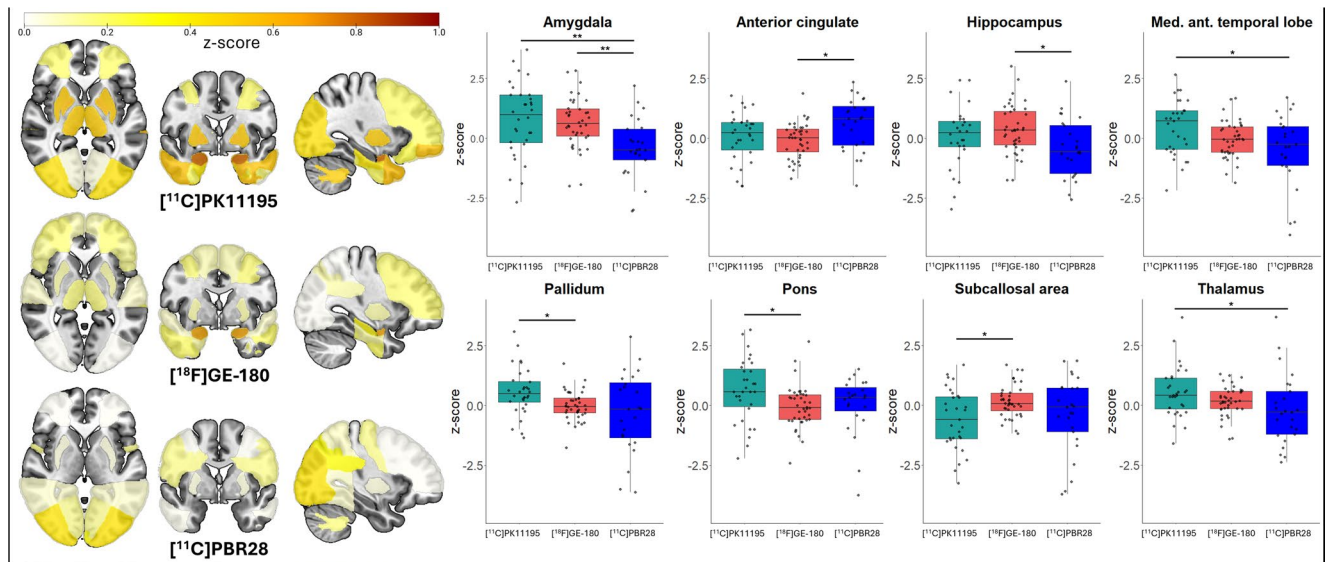 0.0 0.2 0.4 0.6 0.8 1.0
z-score
[¹¹C]PK11195
[¹⁸F]GE-180
[¹¹C]PBR28
Amygdala
**
**
z-score
2.5
0.0
-2.5
[¹¹C]PK11195 [¹⁸F]GE-180 [¹¹C]PBR28
Anterior cingulate
*
z-score
2.5
0.0
-2.5
[¹¹C]PK11195 [¹⁸F]GE-180 [¹¹C]PBR28
Hippocampus
*
z-score
2.5
0.0
-2.5
[¹¹C]PK11195 [¹⁸F]GE-180 [¹¹C]PBR28
Med. ant. temporal lobe
*
z-score
2.5
0.0
-2.5
[¹¹C]PK11195 [¹⁸F]GE-180 [¹¹C]PBR28
Pallidum
*
z-score
2.5
0.0
-2.5
[¹¹C]PK11195 [¹⁸F]GE-180 [¹¹C]PBR28
Pons
*
z-score
2.5
0.0
-2.5
[¹¹C]PK11195 [¹⁸F]GE-180 [¹¹C]PBR28
Subcallosal area
*
z-score
2.5
0.0
-2.5
[¹¹C]PK11195 [¹⁸F]GE-180 [¹¹C]PBR28
Thalamus
*
z-score
2.5
0.0
-2.5
[¹¹C]PK11195 [¹⁸F]GE-180 [¹¹C]PBR28